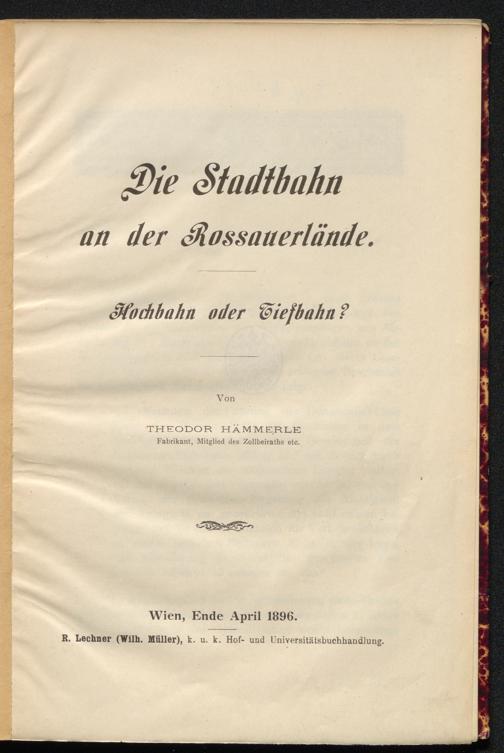 Die Stadtbahn
an der Rossauerlände.
Hochbahn oder Tiefbahn?
Von
THEODOR HÄMMERLE
Fabrikant, Mitglied des Zollbeiraths etc.
Wien, Ende April 1896.
R. Lechner (Wilh. Müller), k. u. k. Hof- und Universitätsbuchhandlung.